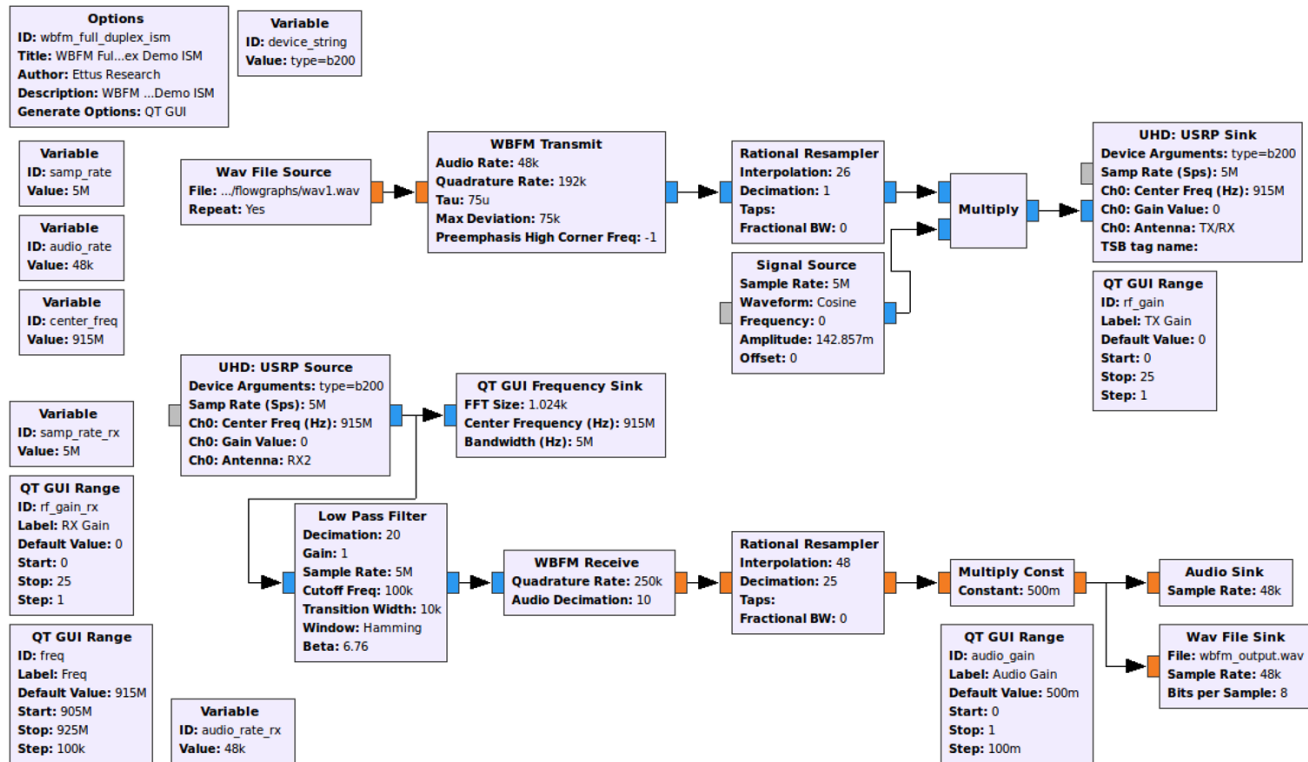 Options
ID: wbfm_full_duplex_ism
Title: WBFM Ful...ex Demo ISM
Author: Ettus Research
Description: WBFM ...Demo ISM
Generate Options: QT GUI
Variable
ID: device_string
Value: type=b200
Variable
ID: samp_rate
Value: 5M
Variable
ID: audio_rate
Value: 48k
Variable
ID: center_freq
Value: 915M
Wav File Source
File: .../flowgraphs/wav1.wav
Repeat: Yes
WBFM Transmit
Audio Rate: 48k
Quadrature Rate: 192k
Tau: 75u
Max Deviation: 75k
Preemphasis High Corner Freq: -1
Rational Resampler
Interpolation: 26
Decimation: 1
Taps:
Fractional BW: 0
Signal Source
Sample Rate: 5M
Waveform: Cosine
Frequency: 0
Amplitude: 142.857m
Offset: 0
Multiply
UHD: USRP Sink
Device Arguments: type=b200
Samp Rate (Sps): 5M
Ch0: Center Freq (Hz): 915M
Ch0: Gain Value: 0
Ch0: Antenna: TX/RX
TSB tag name:
QT GUI Range
ID: rf_gain
Label: TX Gain
Default Value: 0
Start: 0
Stop: 25
Step: 1
UHD: USRP Source
Device Arguments: type=b200
Samp Rate (Sps): 5M
Ch0: Center Freq (Hz): 915M
Ch0: Gain Value: 0
Ch0: Antenna: RX2
QT GUI Frequency Sink
FFT Size: 1.024k
Center Frequency (Hz): 915M
Bandwidth (Hz): 5M
Variable
ID: samp_rate_rx
Value: 5M
QT GUI Range
ID: rf_gain_rx
Label: RX Gain
Default Value: 0
Start: 0
Stop: 25
Step: 1
QT GUI Range
ID: freq
Label: Freq
Default Value: 915M
Start: 905M
Stop: 925M
Step: 100k
Variable
ID: audio_rate_rx
Value: 48k
Low Pass Filter
Decimation: 20
Gain: 1
Sample Rate: 5M
Cutoff Freq: 100k
Transition Width: 10k
Window: Hamming
Beta: 6.76
WBFM Receive
Quadrature Rate: 250k
Audio Decimation: 10
Rational Resampler
Interpolation: 48
Decimation: 25
Taps:
Fractional BW: 0
Multiply Const
Constant: 500m
QT GUI Range
ID: audio_gain
Label: Audio Gain
Default Value: 500m
Start: 0
Stop: 1
Step: 100m
Audio Sink
Sample Rate: 48k
Wav File Sink
File: wbfm_output.wav
Sample Rate: 48k
Bits per Sample: 8